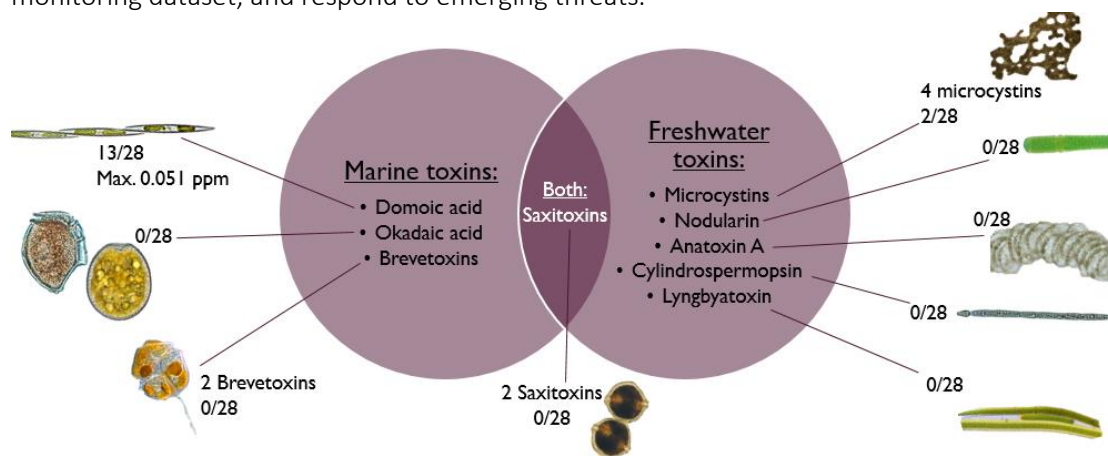 monitoring dataset, and respond to emerging threats.
4 microcystins
2/28
13/28
Max. 0.051 ppm
0/28
Marine toxins:
• Domoic acid
• Okadaic acid
• Brevetoxins
Both:
Saxitoxins
Freshwater
toxins:
• Microcystins
• Nodularin
• Anatoxin A
• Cylindrospermopsin
• Lyngbyatoxin
0/28
0/28
0/28
0/28
2 Brevetoxins
0/28
2 Saxitoxins
0/28